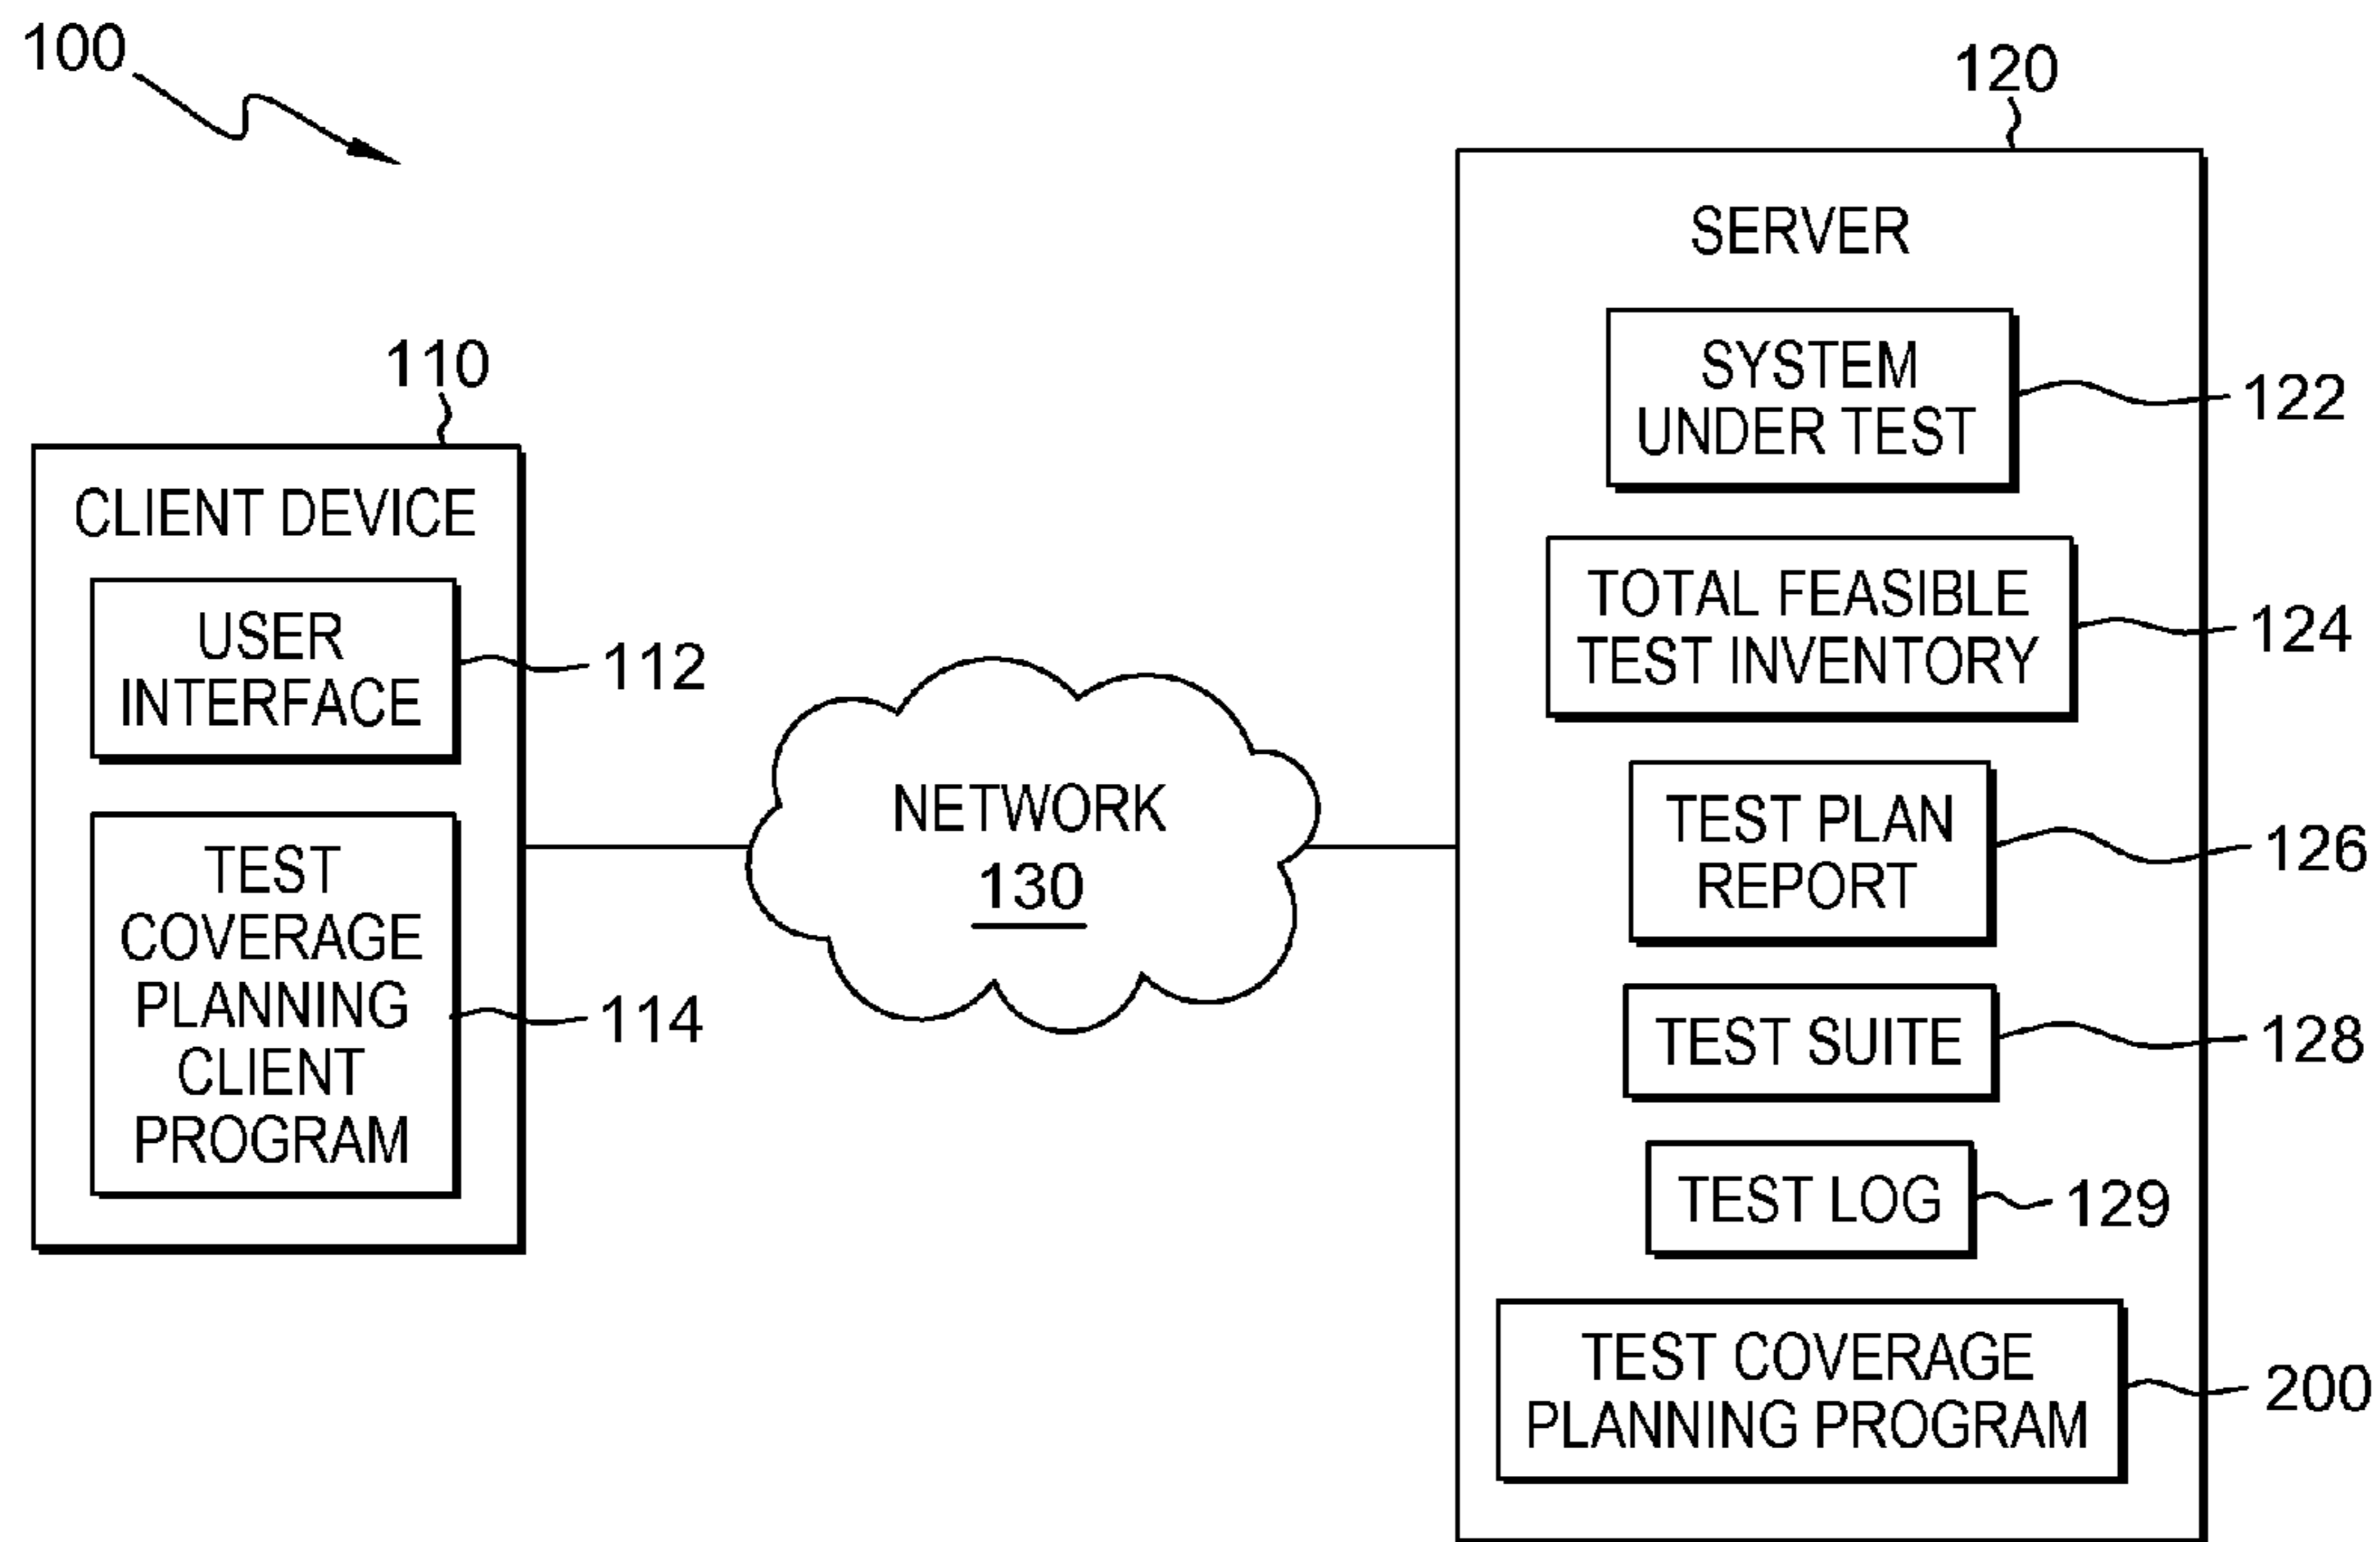 100
110
CLIENT DEVICE
USER
INTERFACE
112
TEST
COVERAGE
PLANNING
CLIENT
PROGRAM
114
NETWORK
130
120
SERVER
SYSTEM
UNDER TEST
122
TOTAL FEASIBLE
TEST INVENTORY
124
TEST PLAN
REPORT
126
TEST SUITE
128
TEST LOG
129
TEST COVERAGE
PLANNING PROGRAM
200